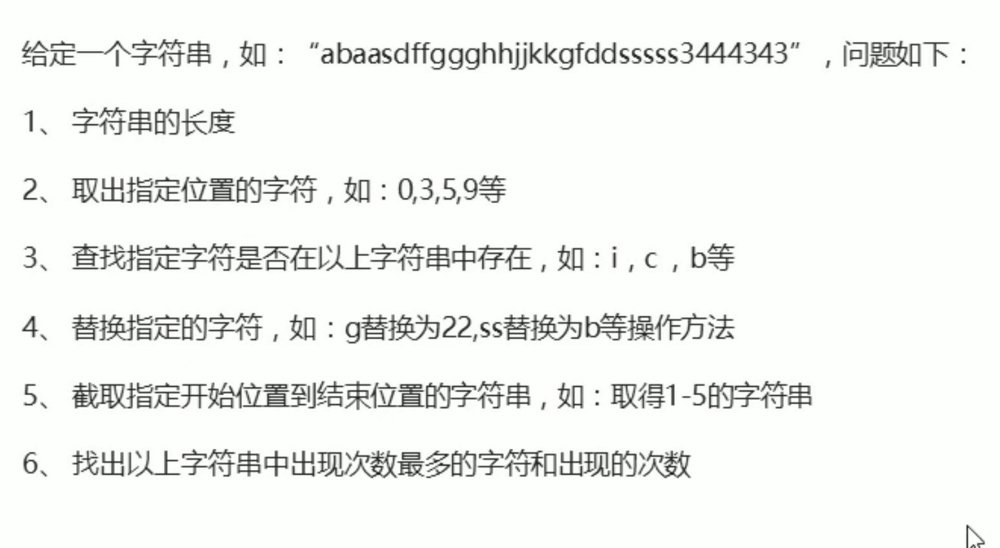 给定一个字符串，如：“abaasdffggghhjjkkgfddsssss3444343”，问题如下：
1、 字符串的长度
2、 取出指定位置的字符，如：0,3,5,9等
3、 查找指定字符是否在以上字符串中存在，如：i，c ，b等
4、 替换指定的字符，如：g替换为22,ss替换为b等操作方法
5、 截取指定开始位置到结束位置的字符串，如：取得1-5的字符串
6、 找出以上字符串中出现次数最多的字符和出现的次数